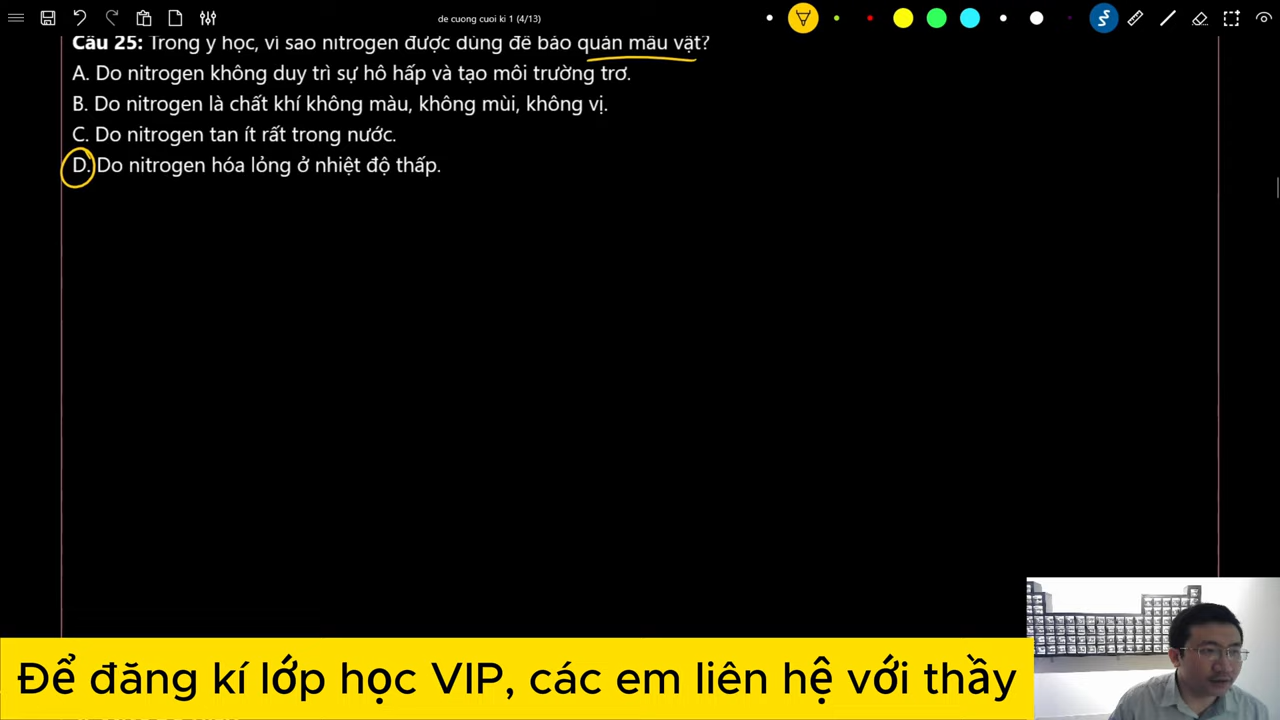 de cuong cuoi ki 1 (4/13)
Câu 25: Trong y học, vì sao nitrogen được dùng để bảo quản mẫu vật?
A. Do nitrogen không duy trì sự hô hấp và tạo môi trường trơ.
B. Do nitrogen là chất khí không màu, không mùi, không vị.
C. Do nitrogen tan ít rất trong nước.
D. Do nitrogen hóa lỏng ở nhiệt độ thấp.
Để đăng kí lớp học VIP, các em liên hệ với thầy